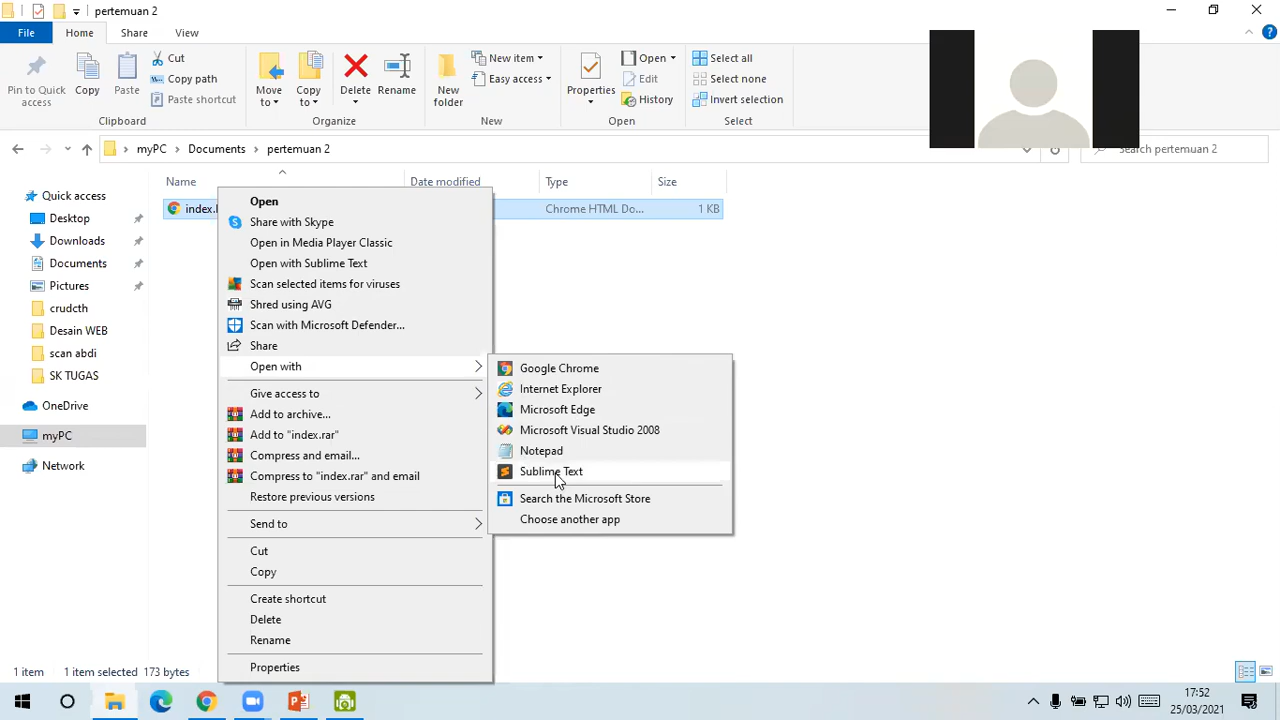 pertemuan 2
File Home Share View
Pin to Quick access
Copy
Paste
Cut
Copy path
Paste shortcut
Clipboard
Move to
Copy to
Delete
Rename
Organize
New folder
New item
Easy access
New
Properties
Open
Edit
History
Open
Select all
Select none
Invert selection
Select
myPC Documents pertemuan 2
Search pertemuan 2
Name Date modified Type Size
Chrome HTML Do... 1 KB
Quick access
Desktop
Downloads
Documents
Pictures
crudcth
Desain WEB
scan abdi
SK TUGAS
OneDrive
myPC
Network
Open
Share with Skype
Open in Media Player Classic
Open with Sublime Text
Scan selected items for viruses
Shred using AVG
Scan with Microsoft Defender...
Share
Open with
Give access to
Add to archive...
Add to "index.rar"
Compress and email...
Compress to "index.rar" and email
Restore previous versions
Send to
Cut
Copy
Create shortcut
Delete
Rename
Properties
Google Chrome
Internet Explorer
Microsoft Edge
Microsoft Visual Studio 2008
Notepad
Sublime Text
Search the Microsoft Store
Choose another app
1 item 1 item selected 173 bytes
17:52
25/03/2021